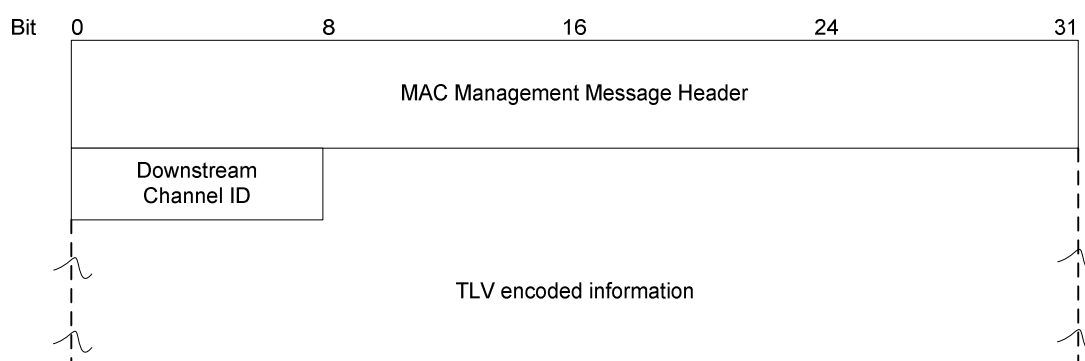 Bit 0 8 16 24 31
MAC Management Message Header
Downstream
Channel ID
TLV encoded information